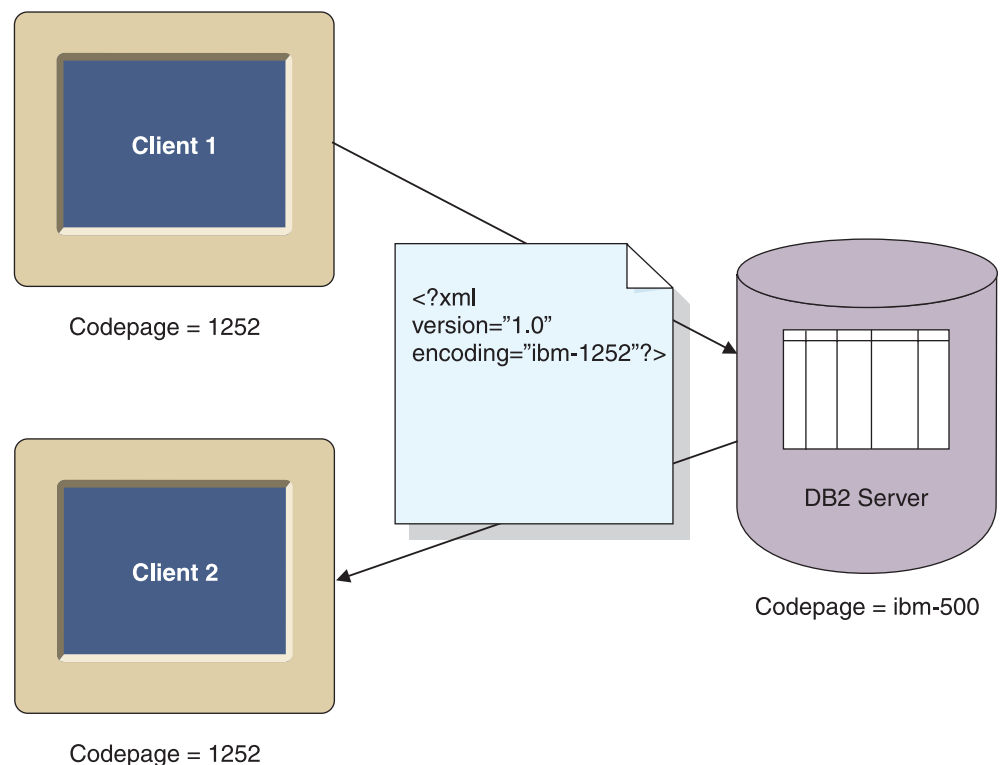 Client 1
Codepage = 1252
<?xml
version=”1.0”
encoding=”ibm-1252”?>
DB2 Server
Codepage = ibm-500
Client 2
Codepage = 1252